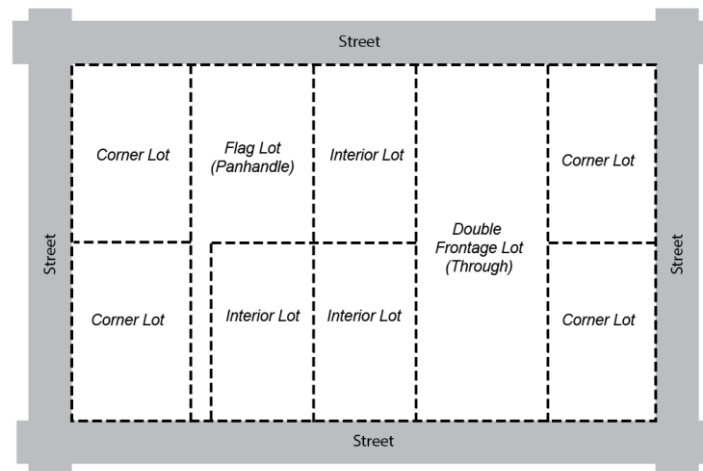 Street
Corner Lot
Flag Lot
(Panhandle)
Interior Lot
Corner Lot
Street
Double
Frontage Lot
(Through)
Street
Corner Lot
Interior Lot
Interior Lot
Corner Lot
Street